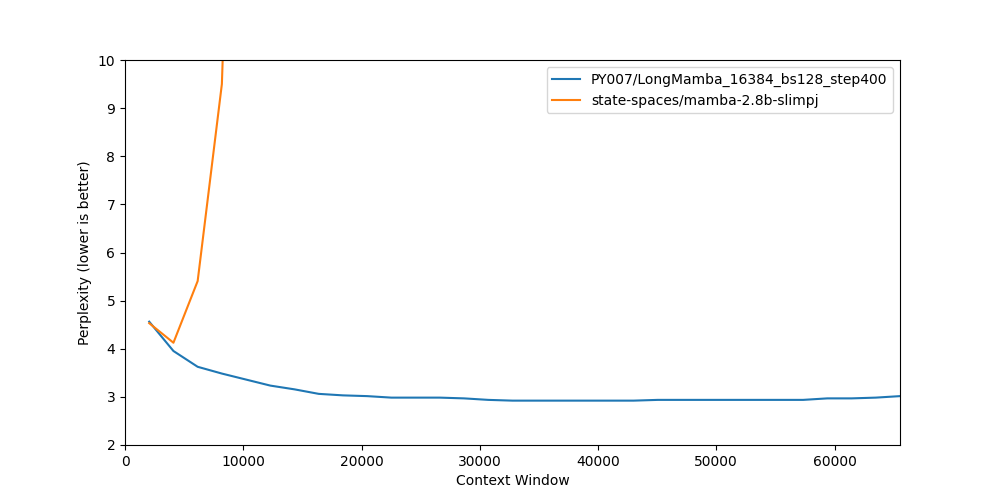 10
9
8
7
6
5
4
3
2
Perplexity (lower is better)
PY007/LongMamba_16384_bs128_step400
state-spaces/mamba-2.8b-slimpj
0 10000 20000 30000 40000 50000 60000
Context Window